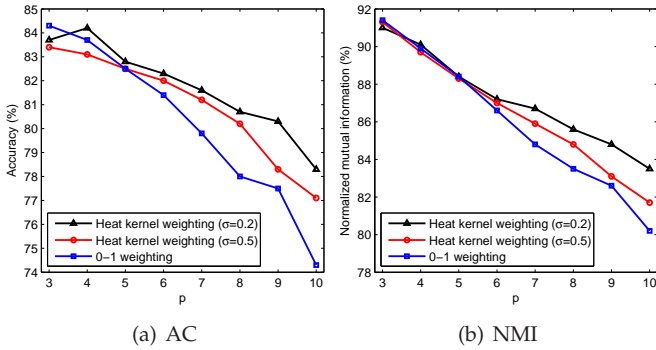 85
84
83
82
81
80
79
78
77
76
75
74
Accuracy (%)
Heat kernel weighting (σ=0.2)
Heat kernel weighting (σ=0.5)
0−1 weighting
3 4 5 6 7 8 9 10
p
(a) AC
92
90
88
86
84
82
80
78
Normalized mutual information (%)
Heat kernel weighting (σ=0.2)
Heat kernel weighting (σ=0.5)
0−1 weighting
3 4 5 6 7 8 9 10
p
(b) NMI